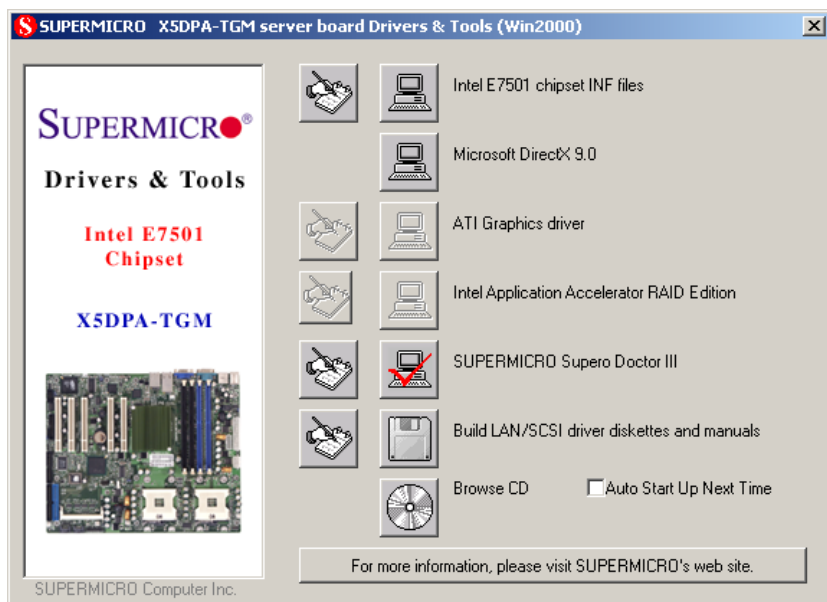 SUPERMICRO X5DPA-TGM server board Drivers & Tools (Win2000)
SUPERMICRO®
Drivers & Tools
Intel E7501
Chipset
X5DPA-TGM
SUPERMICRO Computer Inc.
Intel E7501 chipset INF files
Microsoft DirectX 9.0
ATI Graphics driver
Intel Application Accelerator RAID Edition
SUPERMICRO Supero Doctor III
Build LAN/SCSI driver diskettes and manuals
Browse CD
Auto Start Up Next Time
For more information, please visit SUPERMICRO's web site.